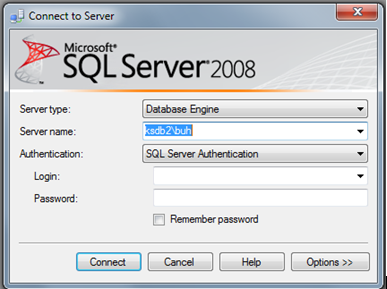 Connect to Server
Microsoft®
SQL Server® 2008
Server type: Database Engine
Server name: xsdb2\buh
Authentication: SQL Server Authentication
Login:
Password:
Remember password
Connect Cancel Help Options >>